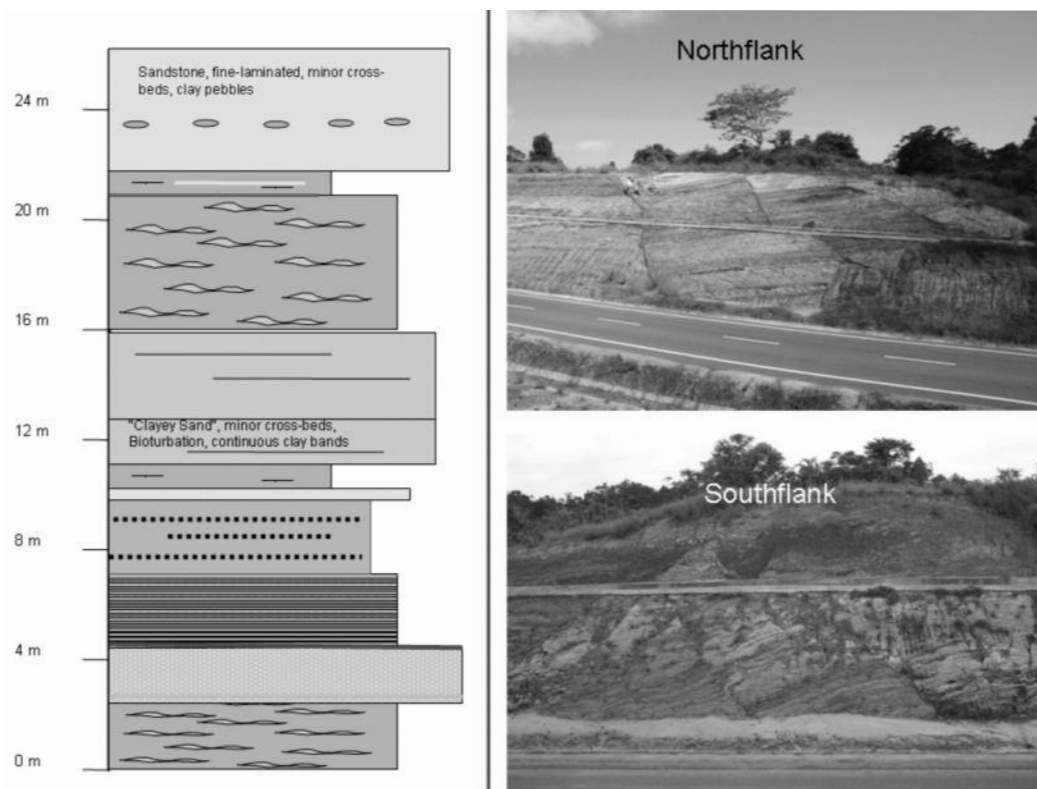 Sandstone, fine-laminated, minor cross-
beds, clay pebbles
24 m
20 m
16 m
"Clayey Sand", minor cross-beds,
Bioturbation, continuous clay bands
12 m
8 m
4 m
0 m
Northflank
Southflank